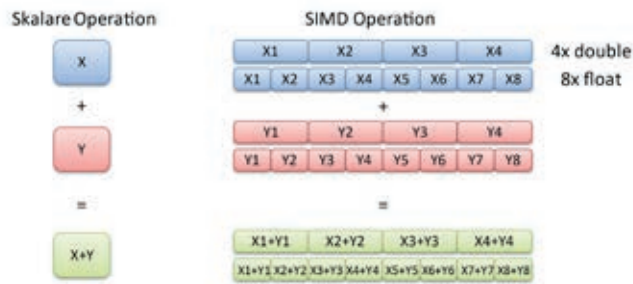 Skalare Operation SIMD Operation
X X1 X2 X3 X4 4x double
X1 X2 X3 X4 X5 X6 X7 X8 8x float
+ +
Y Y1 Y2 Y3 Y4
Y1 Y2 Y3 Y4 Y5 Y6 Y7 Y8
= =
X+Y X1+Y1 X2+Y2 X3+Y3 X4+Y4
X1+Y1 X2+Y2 X3+Y3 X4+Y4 X5+Y5 X6+Y6 X7+Y7 X8+Y8